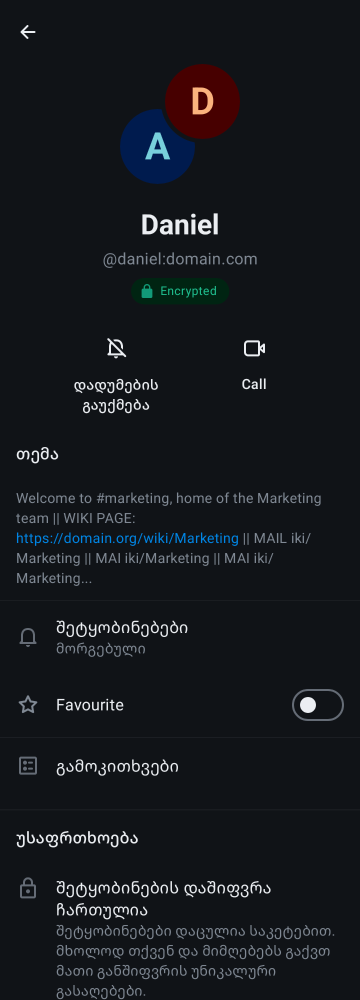 D
A
Daniel
@daniel:domain.com
Encrypted
დადუმების
გაუქმება
Call
თემა
Welcome to #marketing, home of the Marketing
team || WIKI PAGE:
https://domain.org/wiki/Marketing || MAIL iki/
Marketing || MAI iki/Marketing || MAI iki/
Marketing...
შეტყობინებები
მორგებული
Favourite
გამოკითხვები
უსაფრთხოება
შეტყობინების დაშიფვრა
ჩართულია
შეტყობინებები დაცულია საკეტებით.
მხოლოდ თქვენ და მიმღებებს გაქვთ
მათი განშიფვრის უნიკალური
გასაღებები.